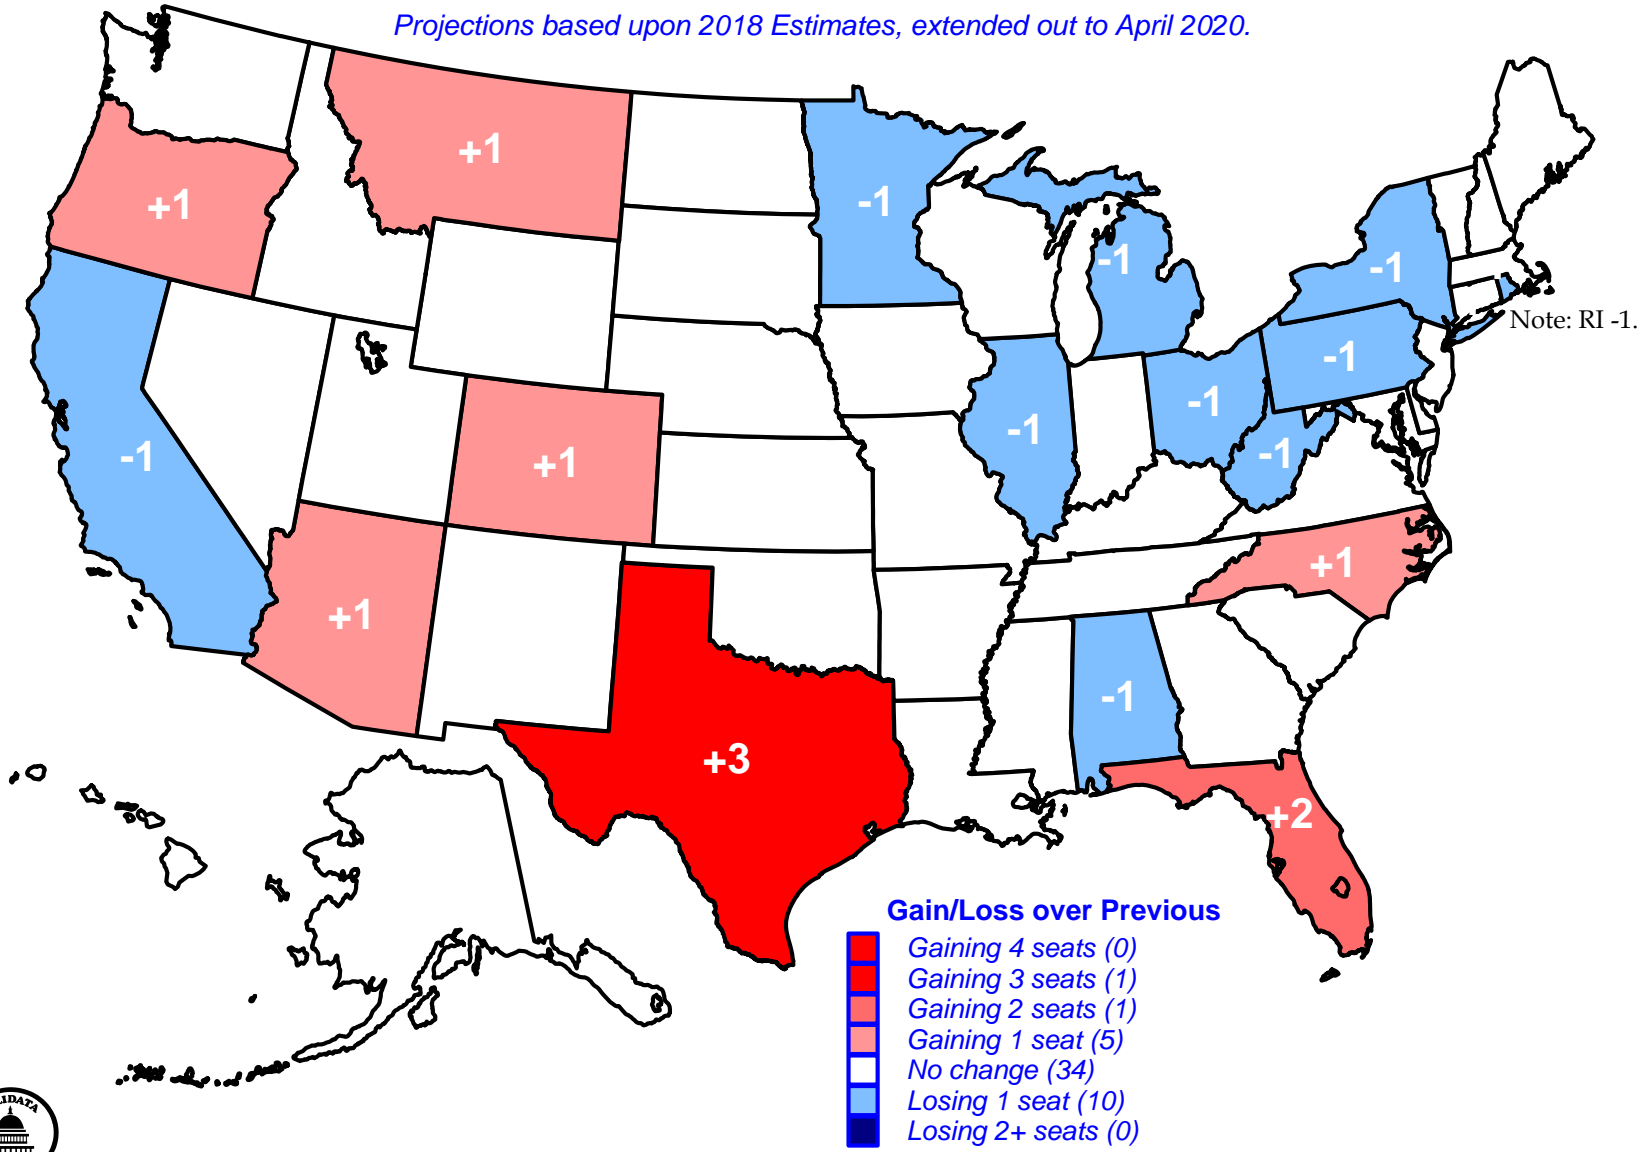 Projections based upon 2018 Estimates, extended out to April 2020.
+1
+1
-1
-1
-1
Note: RI -1.
-1
-1
-1
-1
-1
+1
+1
+1
-1
+3
+2
Gain/Loss over Previous
Gaining 4 seats (0)
Gaining 3 seats (1)
Gaining 2 seats (1)
Gaining 1 seat (5)
No change (34)
Losing 1 seat (10)
Losing 2+ seats (0)
LIDATA